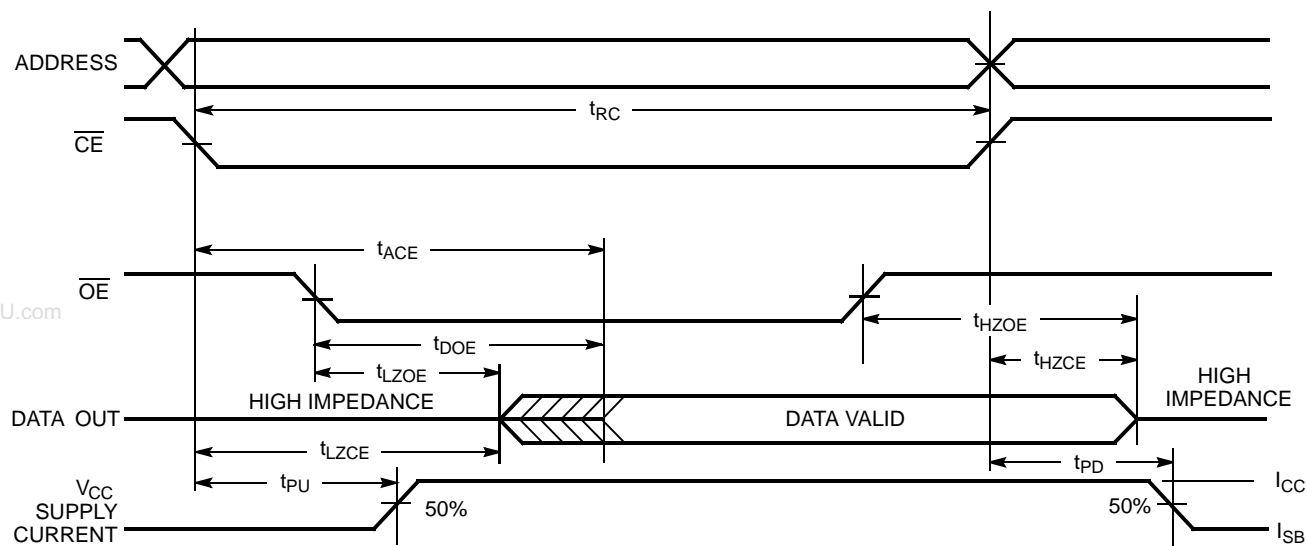 ADDRESS
tRC
CE
tACE
OE
U.com
tHZOE
tDOE
tHZCE
tLZOE
HIGH IMPEDANCE
HIGH
IMPEDANCE
DATA OUT
DATA VALID
tLZCE
tPD
tPU
VCC
SUPPLY
CURRENT
50%
50%
ICC
ISB